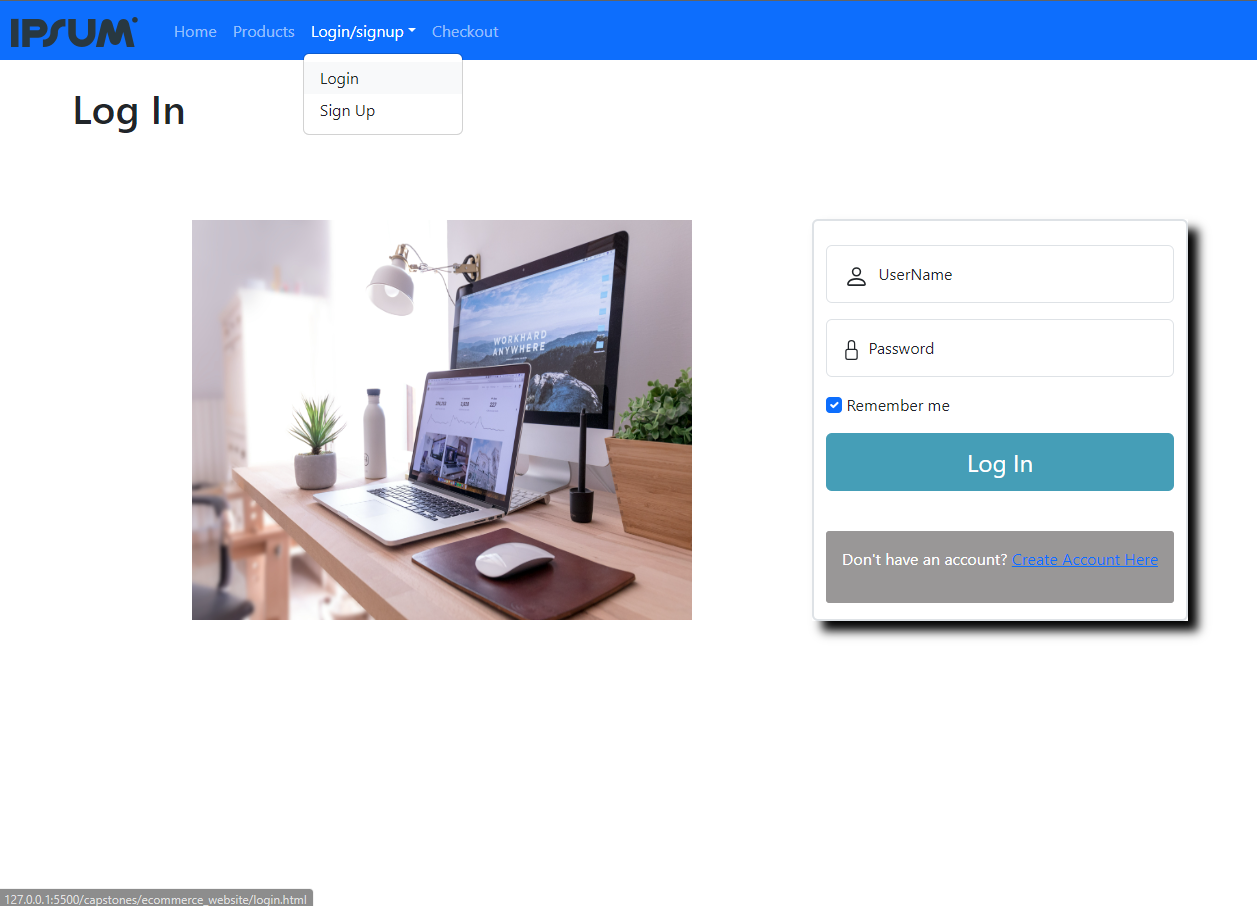 IPSUM
Home Products Login/signup Checkout
Login
Sign Up
Log In
WORKHARD
ANYWHERE
UserName
Password
Remember me
Log In
Don't have an account? Create Account Here
127.0.0.1:5500/capstones/ecommerce_website/login.html